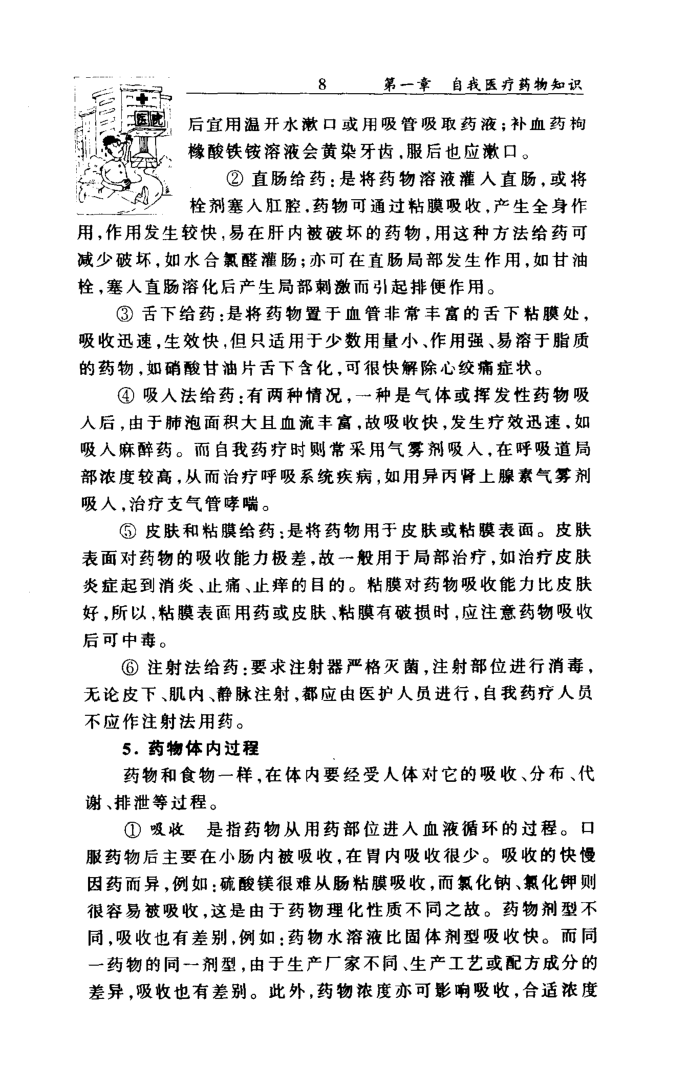 8 第一章 自我医疗药物知识
医院
后宜用温开水漱口或用吸管吸取药液;补血药枸
橼酸铁铵溶液会黄染牙齿,服后也应漱口。
② 直肠给药:是将药物溶液灌入直肠,或将
栓剂塞入肛腔,药物可通过粘膜吸收,产生全身作
用,作用发生较快,易在肝内被破坏的药物,用这种方法给药可
减少破坏,如水合氯醛灌肠;亦可在直肠局部发生作用,如甘油
栓,塞入直肠溶化后产生局部刺激而引起排便作用。
③ 舌下给药:是将药物置于血管非常丰富的舌下粘膜处,
吸收迅速,生效快,但只适用于少数用量小、作用强、易溶于脂质
的药物,如硝酸甘油片舌下含化,可很快解除心绞痛症状。
④ 吸入法给药:有两种情况,一种是气体或挥发性药物吸
入后,由于肺泡面积大且血流丰富,故吸收快,发生疗效迅速,如
吸入麻醉药。而自我药疗时则常采用气雾剂吸入,在呼吸道局
部浓度较高,从而治疗呼吸系统疾病,如用异丙肾上腺素气雾剂
吸入,治疗支气管哮喘。
⑤ 皮肤和粘膜给药:是将药物用于皮肤或粘膜表面。皮肤
表面对药物的吸收能力极差,故一般用于局部治疗,如治疗皮肤
炎症起到消炎、止痛、止痒的目的。粘膜对药物吸收能力比皮肤
好,所以,粘膜表面用药或皮肤、粘膜有破损时,应注意药物吸收
后可中毒。
⑥ 注射法给药:要求注射器严格灭菌,注射部位进行消毒,
无论皮下、肌内、静脉注射,都应由医护人员进行,自我药疗人员
不应作注射法用药。
5. 药物体内过程
药物和食物一样,在体内要经受人体对它的吸收、分布、代
谢、排泄等过程。
① 吸收 是指药物从用药部位进入血液循环的过程。口
服药物后主要在小肠内被吸收,在胃内吸收很少。吸收的快慢
因药而异,例如:硫酸镁很难从肠粘膜吸收,而氯化钠、氯化钾则
很容易被吸收,这是由于药物理化性质不同之故。药物剂型不
同,吸收也有差别,例如:药物水溶液比固体剂型吸收快。而同
一药物的同一剂型,由于生产厂家不同、生产工艺或配方成分的
差异,吸收也有差别。此外,药物浓度亦可影响吸收,合适浓度